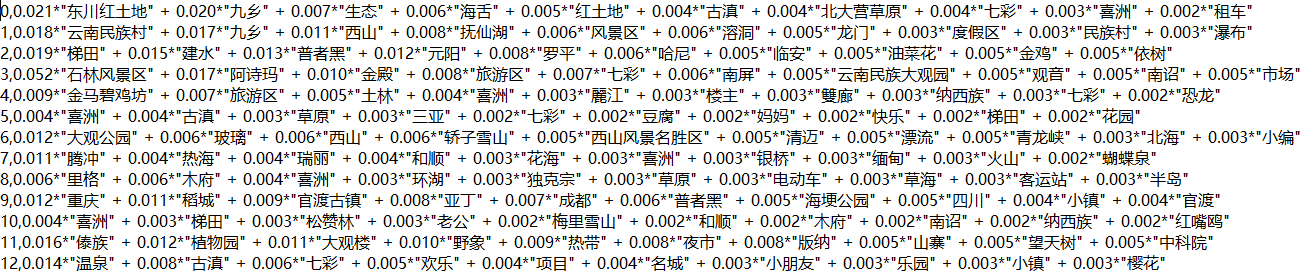 0,0.021*"东川红土地" + 0.020*"九乡" + 0.007*"生态" + 0.006*"海舌" + 0.005*"红土地" + 0.004*"古滇" + 0.004*"北大营草原" + 0.004*"七彩" + 0.003*"喜洲" + 0.002*"租车"
1,0.018*"云南民族村" + 0.017*"九乡" + 0.011*"西山" + 0.008*"抚仙湖" + 0.006*"风景区" + 0.006*"溶洞" + 0.005*"龙门" + 0.003*"度假区" + 0.003*"民族村" + 0.003*"瀑布"
2,0.019*"梯田" + 0.015*"建水" + 0.013*"普者黑" + 0.012*"元阳" + 0.008*"罗平" + 0.006*"哈尼" + 0.005*"临安" + 0.005*"油菜花" + 0.005*"金鸡" + 0.005*"依树"
3,0.052*"石林风景区" + 0.017*"阿诗玛" + 0.010*"金殿" + 0.008*"旅游区" + 0.007*"七彩" + 0.006*"南屏" + 0.005*"云南民族大观园" + 0.005*"观音" + 0.005*"南诏" + 0.005*"市场"
4,0.009*"金马碧鸡坊" + 0.007*"旅游区" + 0.005*"土林" + 0.004*"喜洲" + 0.003*"麗江" + 0.003*"楼主" + 0.003*"雙廊" + 0.003*"纳西族" + 0.003*"七彩" + 0.002*"恐龙"
5,0.004*"喜洲" + 0.004*"古滇" + 0.003*"草原" + 0.003*"三亚" + 0.002*"七彩" + 0.002*"豆腐" + 0.002*"妈妈" + 0.002*"快乐" + 0.002*"梯田" + 0.002*"花园"
6,0.012*"大观公园" + 0.006*"玻璃" + 0.006*"西山" + 0.006*"轿子雪山" + 0.005*"西山风景名胜区" + 0.005*"清迈" + 0.005*"漂流" + 0.005*"青龙峡" + 0.003*"北海" + 0.003*"小编"
7,0.011*"腾冲" + 0.004*"热海" + 0.004*"瑞丽" + 0.004*"和顺" + 0.003*"花海" + 0.003*"喜洲" + 0.003*"银桥" + 0.003*"缅甸" + 0.003*"火山" + 0.002*"蝴蝶泉"
8,0.006*"里格" + 0.006*"木府" + 0.004*"喜洲" + 0.003*"环湖" + 0.003*"独克宗" + 0.003*"草原" + 0.003*"电动车" + 0.003*"草海" + 0.003*"客运站" + 0.003*"半岛"
9,0.012*"重庆" + 0.011*"稻城" + 0.009*"官渡古镇" + 0.008*"亚丁" + 0.007*"成都" + 0.006*"普者黑" + 0.005*"海埂公园" + 0.005*"四川" + 0.004*"小镇" + 0.004*"官渡"
10,0.004*"喜洲" + 0.003*"梯田" + 0.003*"松赞林" + 0.003*"老公" + 0.002*"梅里雪山" + 0.002*"和顺" + 0.002*"木府" + 0.002*"南诏" + 0.002*"纳西族" + 0.002*"红嘴鸥"
11,0.016*"傣族" + 0.012*"植物园" + 0.011*"大观楼" + 0.010*"野象" + 0.009*"热带" + 0.008*"夜市" + 0.008*"版纳" + 0.005*"山寨" + 0.005*"望天树" + 0.005*"中科院"
12,0.014*"温泉" + 0.008*"古滇" + 0.006*"七彩" + 0.005*"欢乐" + 0.004*"项目" + 0.004*"名城" + 0.003*"小朋友" + 0.003*"乐园" + 0.003*"小镇" + 0.003*"樱花"